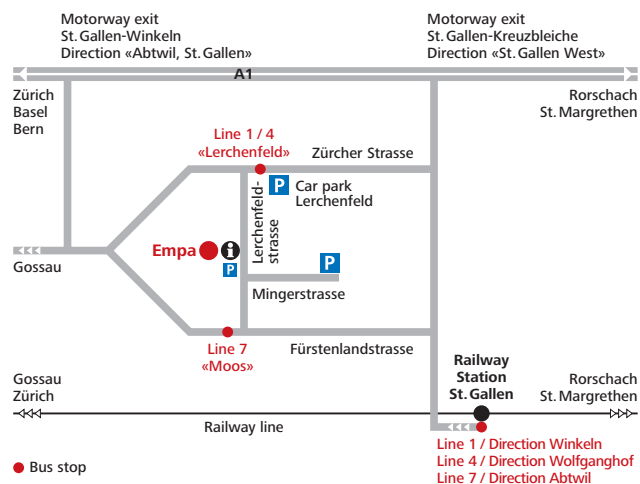 Motorway exit
St. Gallen-Winkeln
Direction «Abtwil, St. Gallen»
Motorway exit
St. Gallen-Kreuzbleiche
Direction «St. Gallen West»
A1
Zürich
Basel
Bern
Rorschach
St. Margrethen
Line 1 / 4
«Lerchenfeld»
Zürcher Strasse
P
Car park
Lerchenfeld
Lerchenfeld-
strasse
Empa
i
P
P
Gossau
Mingerstrasse
Line 7
«Moos»
Fürstenlandstrasse
Railway
Station
St. Gallen
Gossau
Zürich
Rorschach
St. Margrethen
Railway line
Line 1 / Direction Winkeln
Line 4 / Direction Wolfganghof
Line 7 / Direction Abtwil
Bus stop